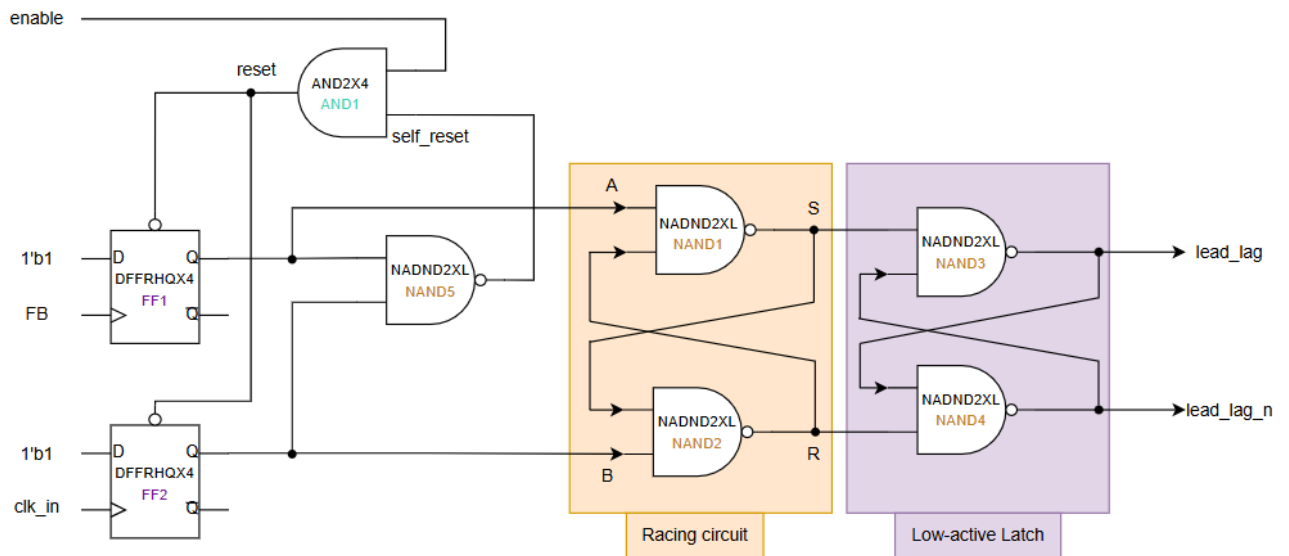 enable
reset
AND2X4
AND1
self_reset
A
S
NADND2XL
NAND1
NADND2XL
NAND3
lead_lag
1'b1
D
Q
DFFRHQX4
FF1
FB
Q
NADND2XL
NAND5
NADND2XL
NAND2
NADND2XL
NAND4
lead_lag_n
B
R
1'b1
D
Q
DFFRHQX4
FF2
clk_in
Q
Racing circuit
Low-active Latch